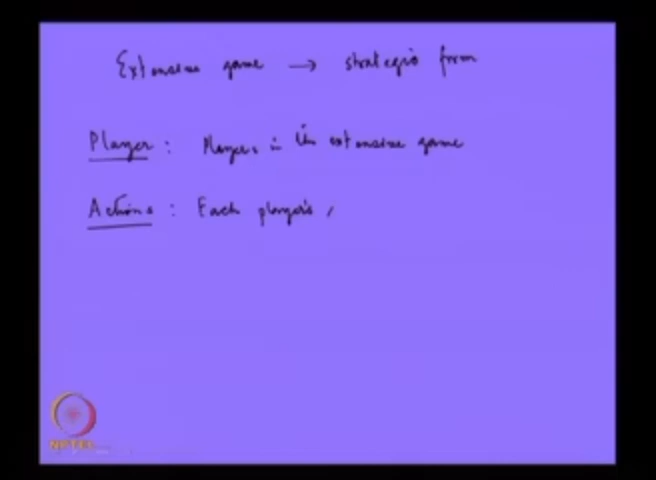 Extensive game → strategic form
Player : Players in the extensive game
Actions : Each player's
NPTEL